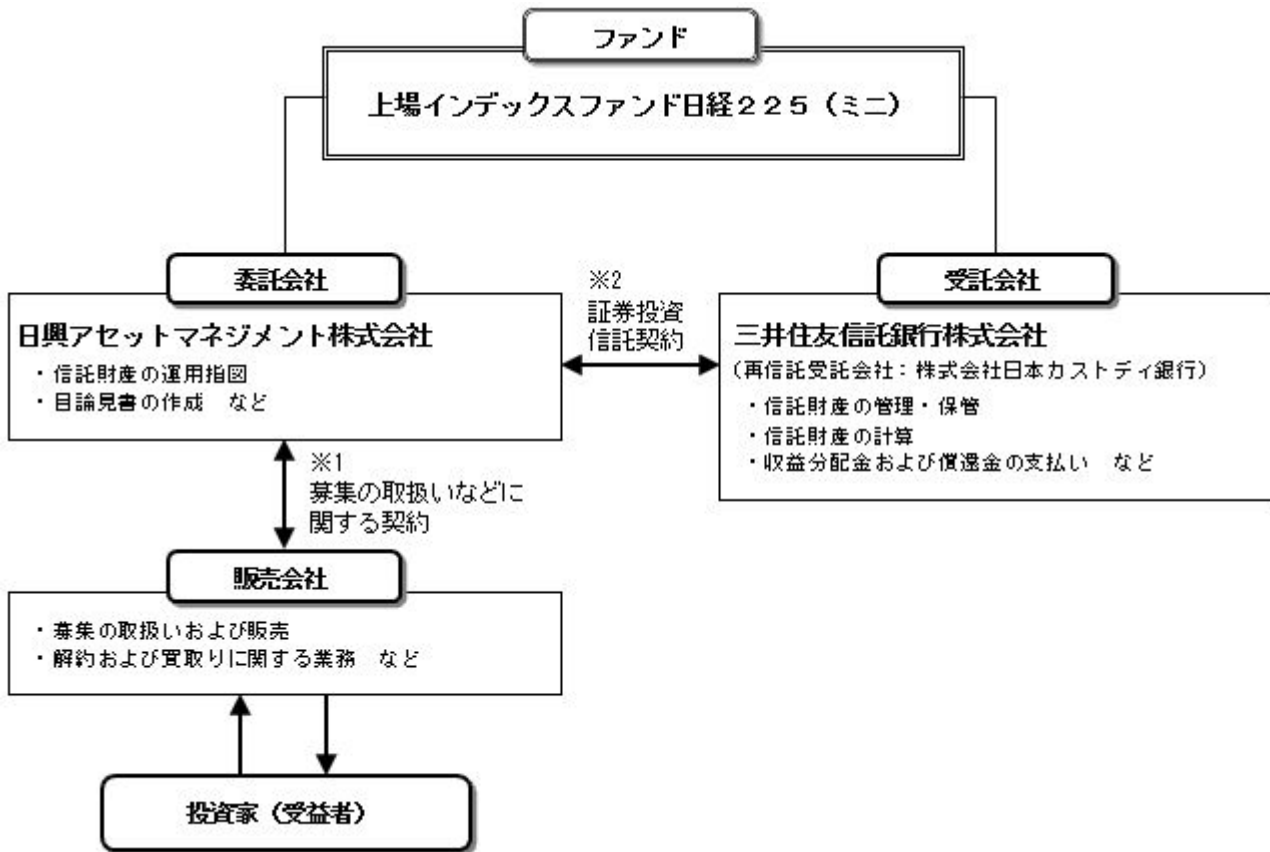 ファンド
上場インデックスファンド日経２２５（ミニ）
委託会社
日興アセットマネジメント株式会社
・信託財産の運用指図
・目論見書の作成　など
※2
証券投資
信託契約
受託会社
三井住友信託銀行株式会社
（再信託受託会社：株式会社日本カストディ銀行）
・信託財産の管理・保管
・信託財産の計算
・収益分配金および償還金の支払い　など
※1
募集の取扱いなどに
関する契約
販売会社
・募集の取扱いおよび販売
・解約および買取りに関する業務　など
投資家（受益者）